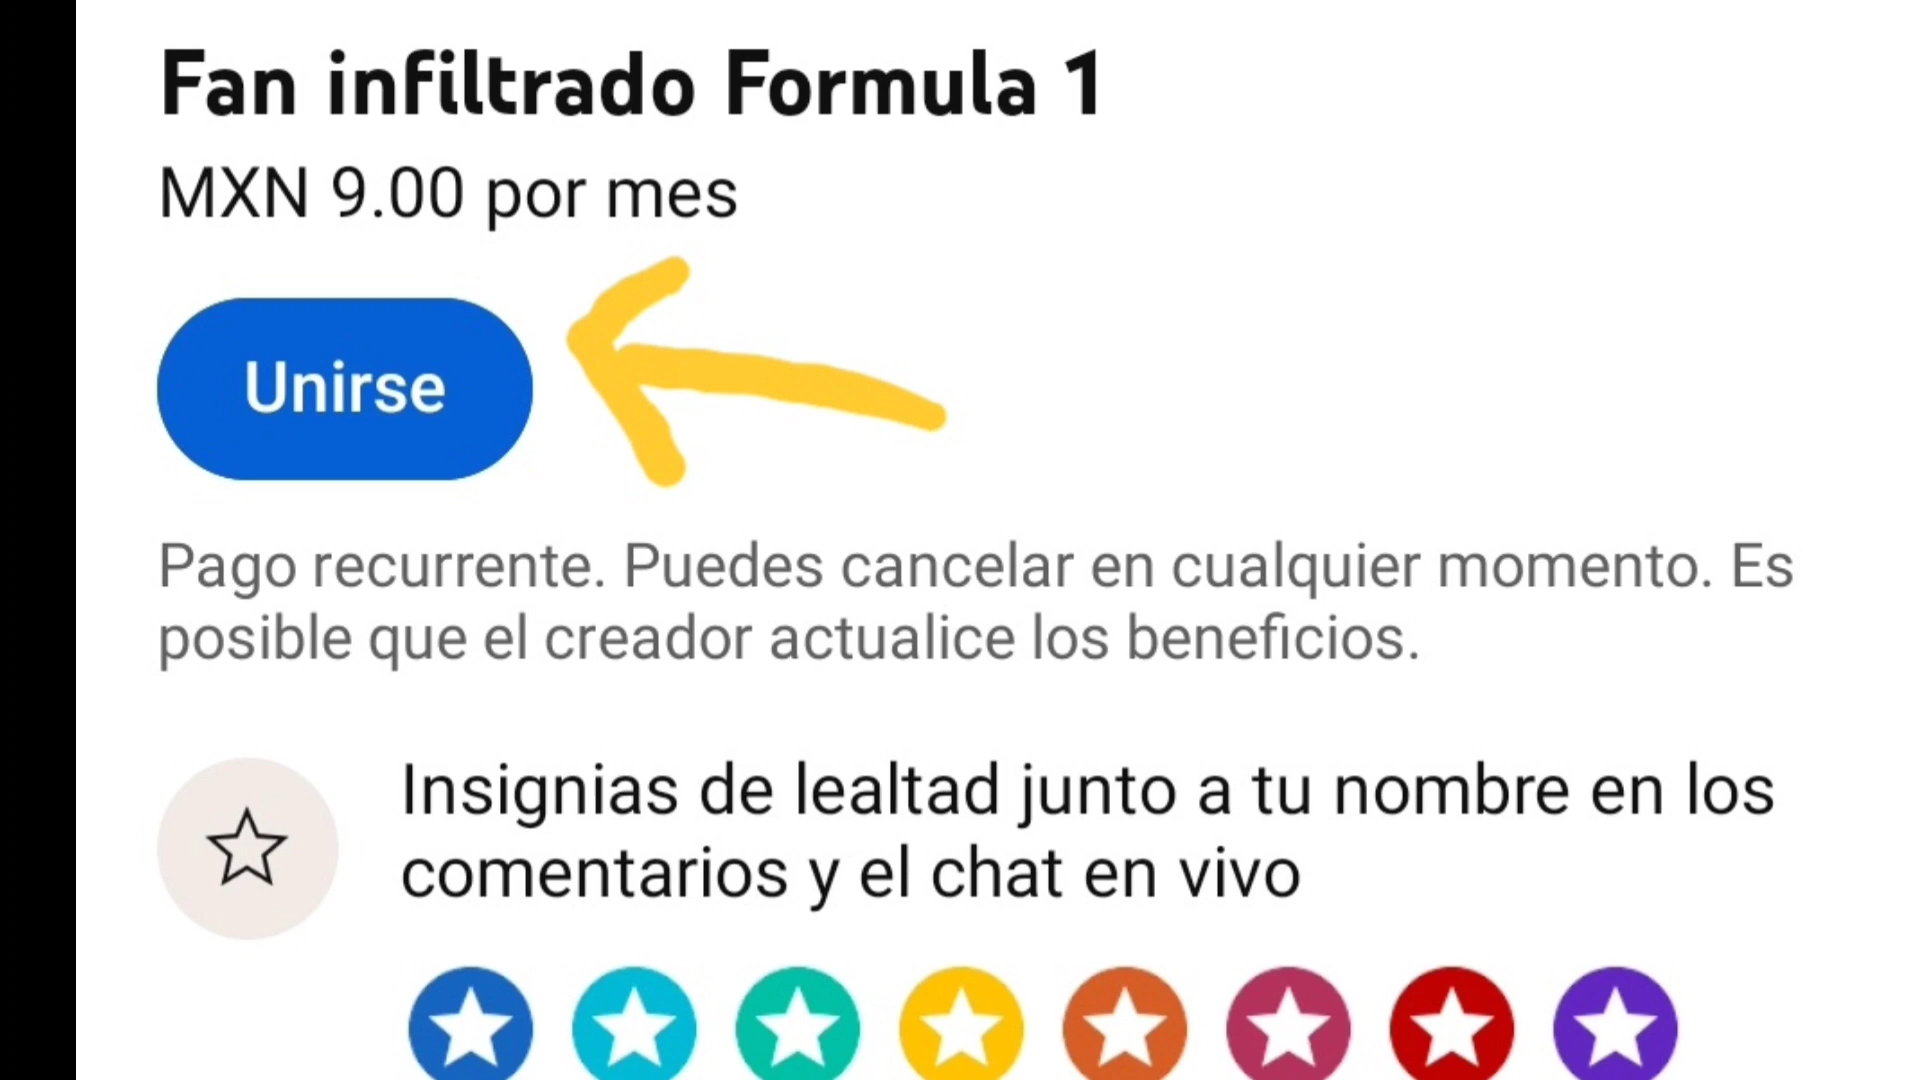 Fan infiltrado Formula 1
MXN 9.00 por mes
Unirse
Pago recurrente. Puedes cancelar en cualquier momento. Es
posible que el creador actualice los beneficios.
Insignias de lealtad junto a tu nombre en los
comentarios y el chat en vivo